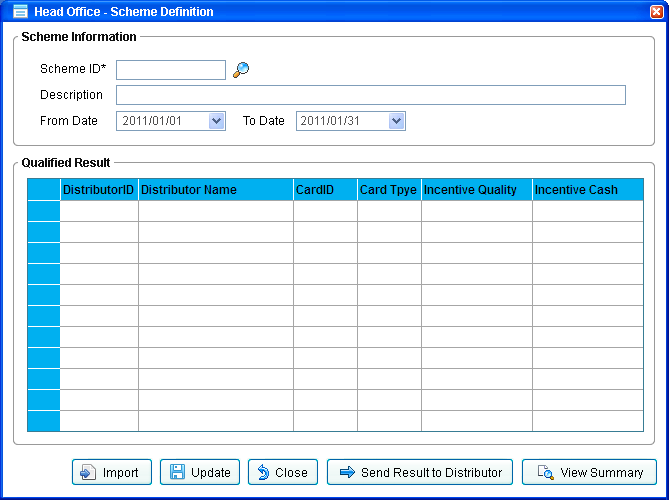 Head Office - Scheme Definition
Scheme Information
Scheme ID*
Description
From Date 2011/01/01 To Date 2011/01/31
Qualified Result
DistributorID Distributor Name CardID Card Tpye Incentive Quality Incentive Cash
Import Update Close Send Result to Distributor View Summary